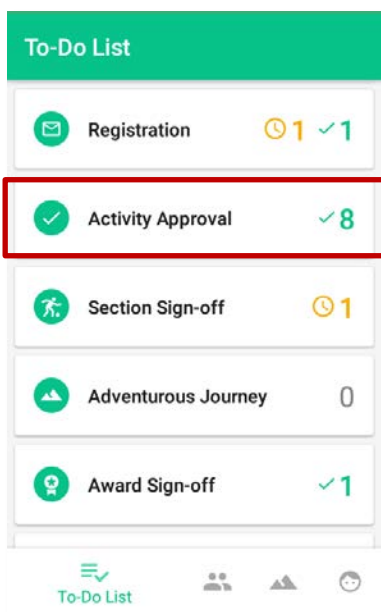 To-Do List
Registration 1 1
Activity Approval 8
Section Sign-off 1
Adventurous Journey 0
Award Sign-off 1
To-Do List